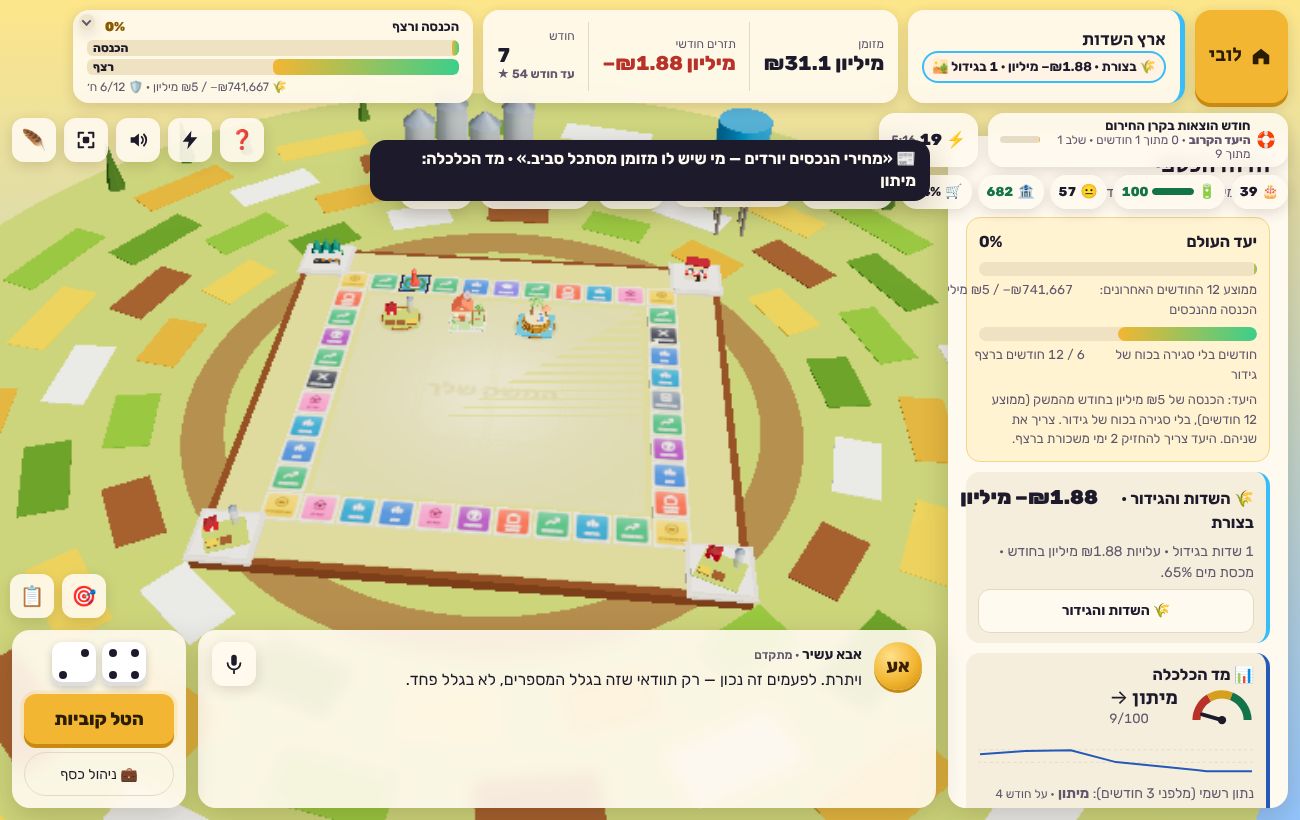 לובי
ארץ השדות
🌾 בצורת · ₪1.88− מיליון · 1 בגידול 🏜️
מזומן
₪31.1 מיליון
תזרים חודשי
−₪1.88 מיליון
חודש
7
עד חודש 54 ★
הכנסה ורצף
0%
הכנסה
רצף
🌾 −₪741,667 / ₪5 מיליון · 🛡️ 6/12 ח׳
חודש הוצאות בקרן החירום
היעד הקרוב · 0 מתוך 1 חודשים · שלב 1
מתוך 9
⚡ 19
📰 «מחירי הנכסים יורדים — מי שיש לו מזומן מסתכל סביב.» · מד הכלכלה:
מיתון
39
100
57
682
יעד העולם
0%
ממוצע 12 החודשים האחרונים:
הכנסה מהנכסים
−₪741,667 / ₪5
חודשים בלי סגירה בכוח של
גידור
6 / 12 חודשים ברצף
היעד: הכנסה של ₪5 מיליון בחודש מהמשק (ממוצע
12 חודשים), בלי סגירה בכוח של גידור. צריך את
שניהם. היעד צריך להחזיק 2 ימי משכורת ברצף.
🌾 השדות והגידור ·
בצורת
−₪1.88 מיליון
1 שדות בגידול · עלויות ₪1.88 מיליון בחודש ·
מכסת מים 65%.
🌾 השדות והגידור
📊 מד הכלכלה
מיתון →
9/100
נתון רשמי (מלפני 3 חודשים): מיתון · על חודש 4
המשק שלך
אע
אבא עשיר · מתקדם
ויתרת. לפעמים זה נכון — רק תוודאי שזה בגלל המספרים, לא בגלל פחד.
הטל קוביות
💼 ניהול כסף